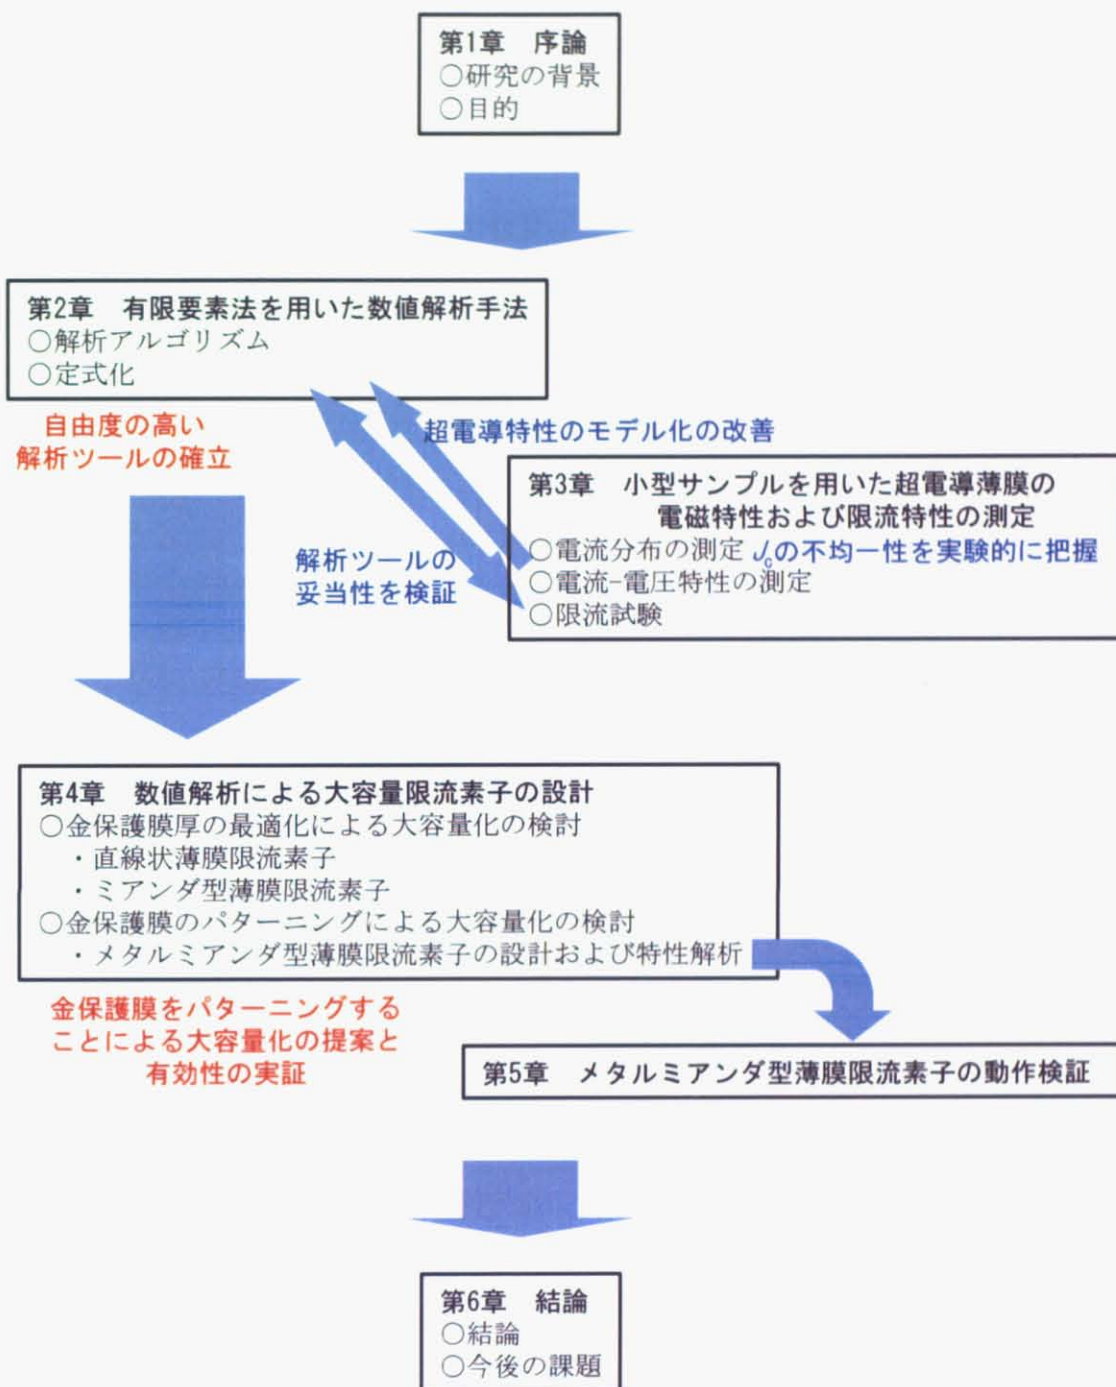 第1章 序論
○研究の背景
○目的
第2章 有限要素法を用いた数値解析手法
○解析アルゴリズム
○定式化
自由度の高い
解析ツールの確立
超電導特性のモデル化の改善
解析ツールの
妥当性を検証
第3章 小型サンプルを用いた超電導薄膜の
電磁特性および限流特性の測定
○電流分布の測定 Jcの不均一性を実験的に把握
○電流-電圧特性の測定
○限流試験
第4章 数値解析による大容量限流素子の設計
○金保護膜厚の最適化による大容量化の検討
・直線状薄膜限流素子
・ミアンダ型薄膜限流素子
○金保護膜のパターニングによる大容量化の検討
・メタルミアンダ型薄膜限流素子の設計および特性解析
金保護膜をパターニングする
ことによる大容量化の提案と
有効性の実証
第5章 メタルミアンダ型薄膜限流素子の動作検証
第6章 結論
○結論
○今後の課題